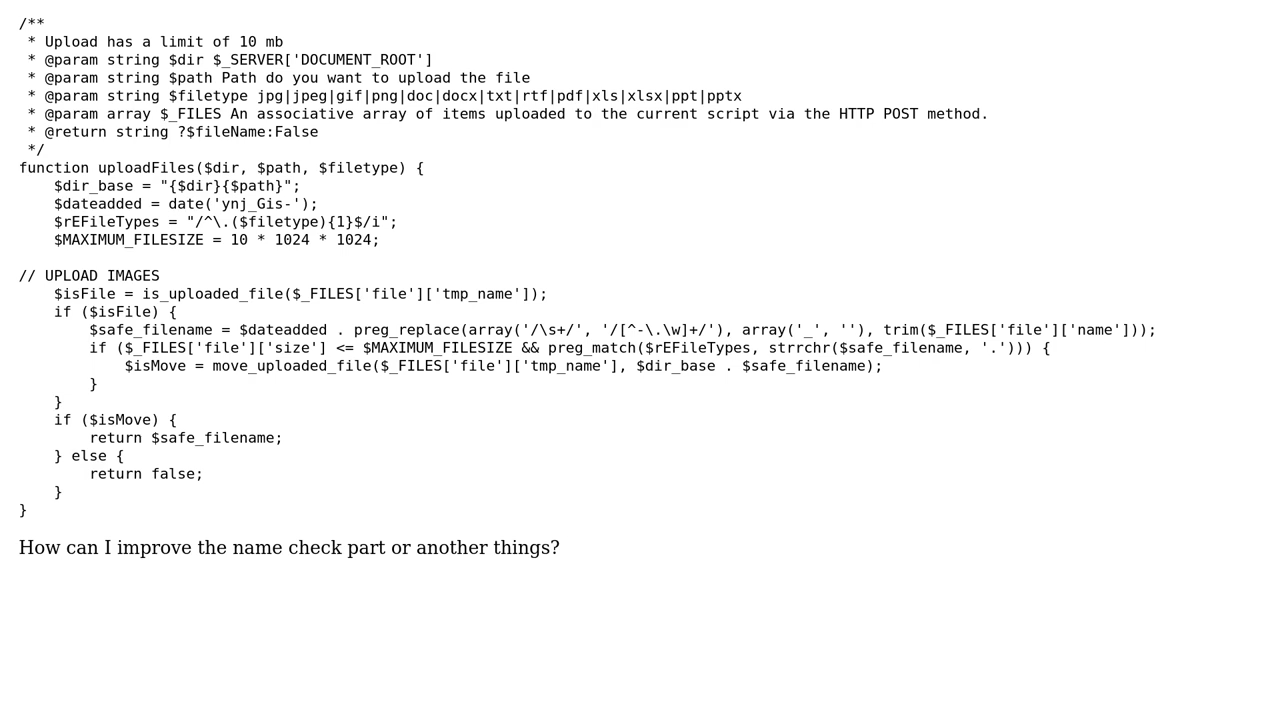 /**
 * Upload has a limit of 10 mb
 * @param string $dir $_SERVER['DOCUMENT_ROOT']
 * @param string $path Path do you want to upload the file
 * @param string $filetype jpg|jpeg|gif|png|doc|docx|txt|rtf|pdf|xls|xlsx|ppt|pptx
 * @param array $_FILES An associative array of items uploaded to the current script via the HTTP POST method.
 * @return string ?$fileName:False
 */
function uploadFiles($dir, $path, $filetype) {
    $dir_base = "{$dir}{$path}";
    $dateadded = date('ynj_Gis-');
    $rEFileTypes = "/^\.($filetype){1}$/i";
    $MAXIMUM_FILESIZE = 10 * 1024 * 1024;

// UPLOAD IMAGES
    $isFile = is_uploaded_file($_FILES['file']['tmp_name']);
    if ($isFile) {
        $safe_filename = $dateadded . preg_replace(array('/\s+/', '/[^-\.\w]+/'), array('_', ''), trim($_FILES['file']['name']));
        if ($_FILES['file']['size'] <= $MAXIMUM_FILESIZE && preg_match($rEFileTypes, strrchr($safe_filename, '.'))) {
            $isMove = move_uploaded_file($_FILES['file']['tmp_name'], $dir_base . $safe_filename);
        }
    }
    if ($isMove) {
        return $safe_filename;
    } else {
        return false;
    }
}
How can I improve the name check part or another things?